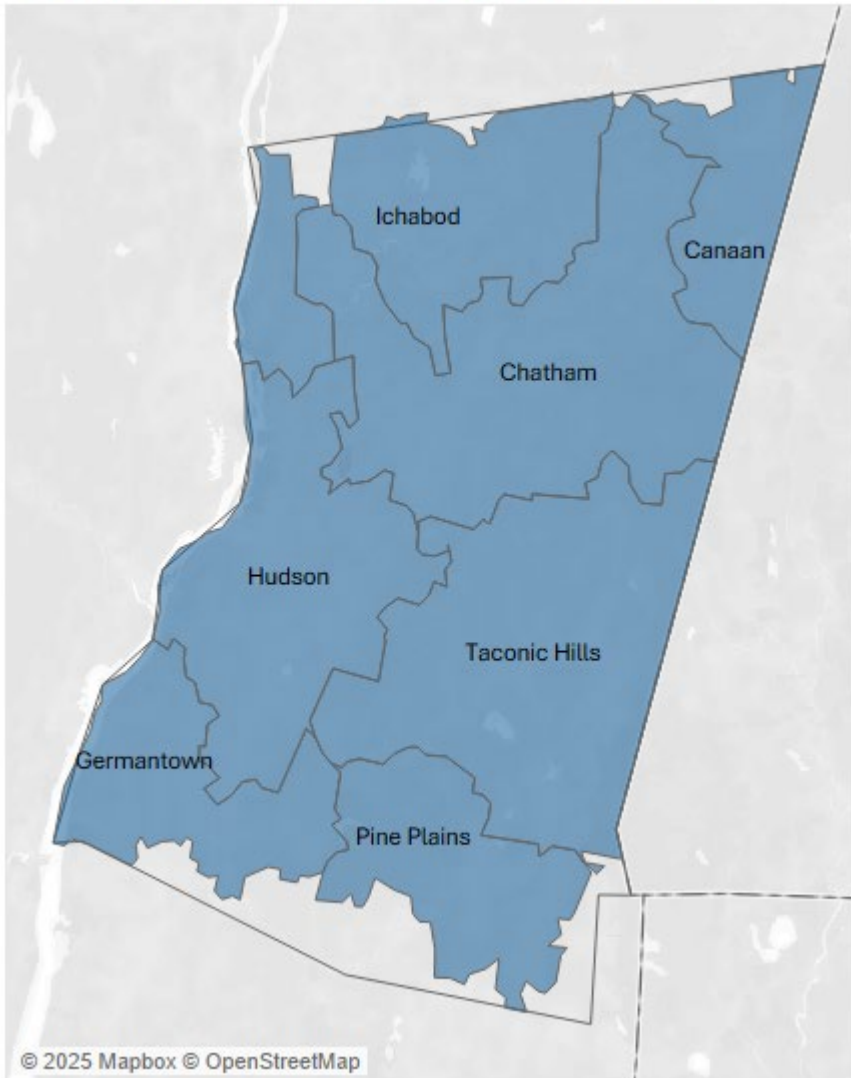 Ichabod
Canaan
Chatham
Hudson
Taconic Hills
Germantown
Pine Plains
© 2025 Mapbox © OpenStreetMap